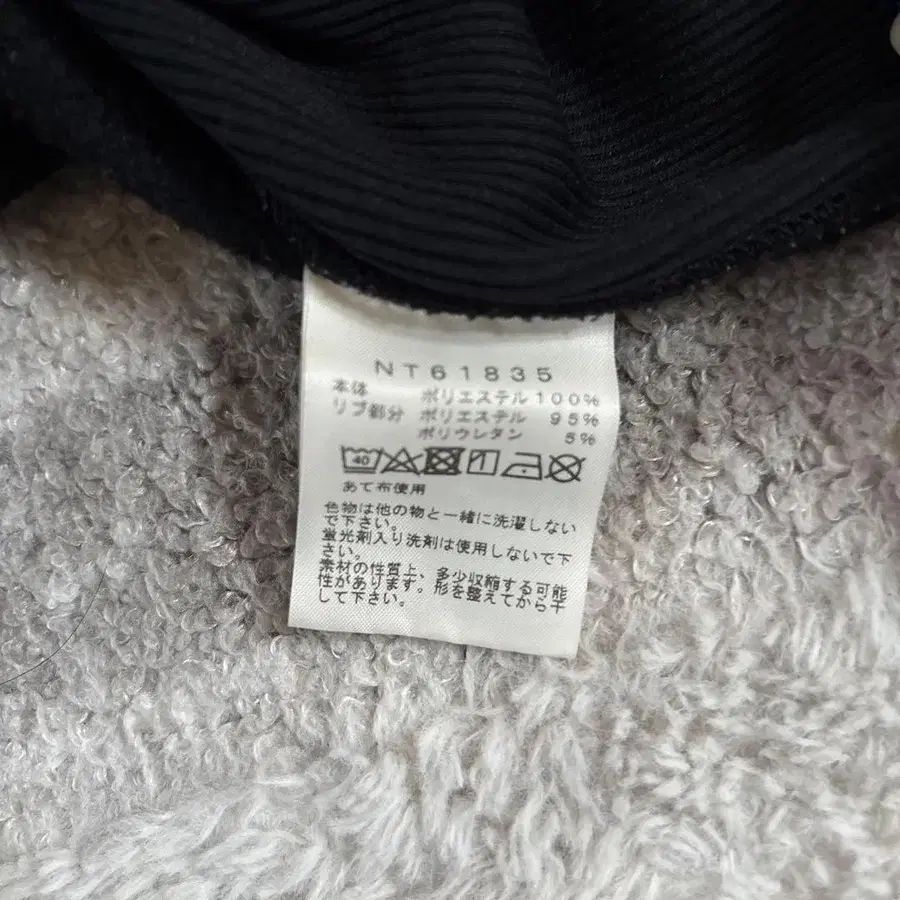 NT61835
本体 ポリエステル100%
リブ部分 ポリエステル 95%
ポリウレタン 5%
40
あて布使用
色物は他の物と一緒に洗濯しない
で下さい。
蛍光剤入り洗剤は使用しないで下
さい。
素材の性質上、多少収縮する可能
性があります。形を整えてから干
して下さい。